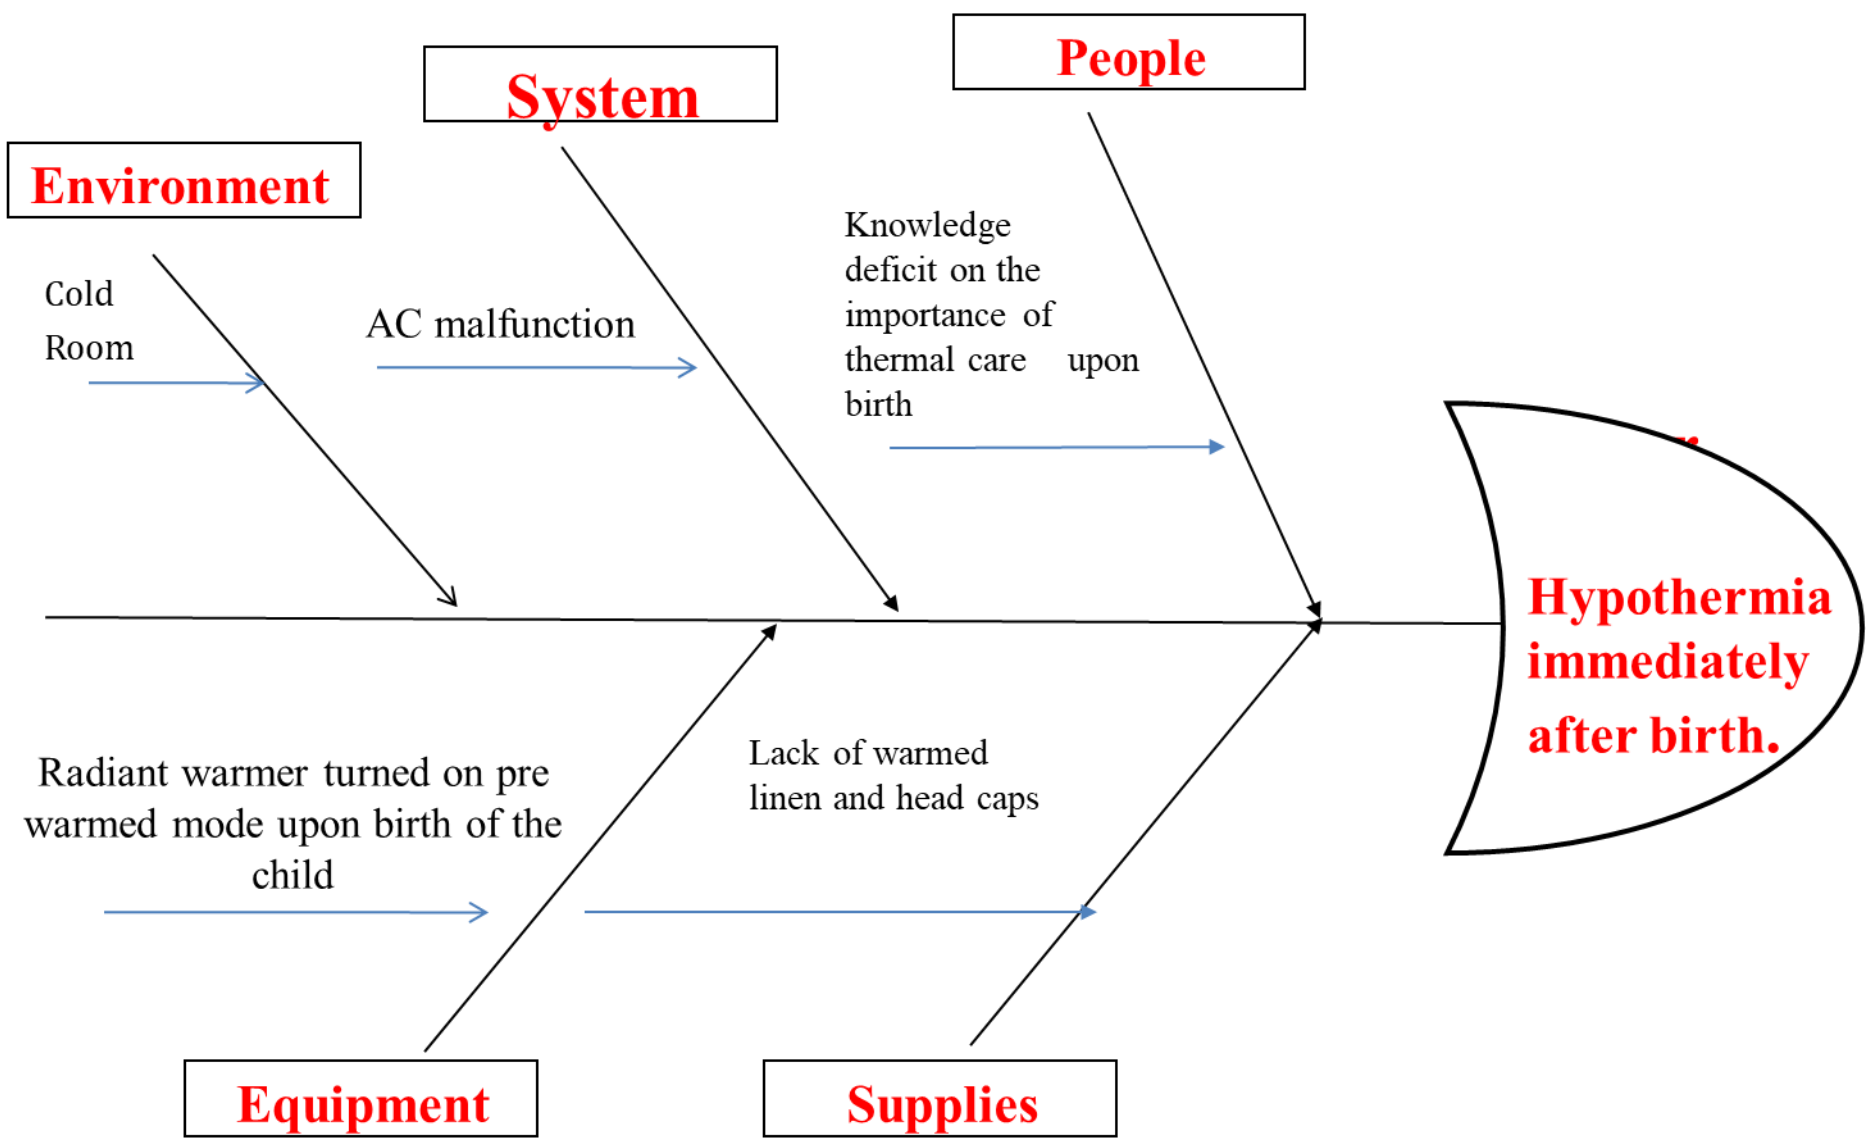 People
System
Environment
Knowledge
deficit on the
importance of
thermal care upon
birth
Cold
Room
AC malfunction
Hypothermia
immediately
after birth.
Radiant warmer turned on pre
warmed mode upon birth of the
child
Lack of warmed
linen and head caps
Equipment
Supplies